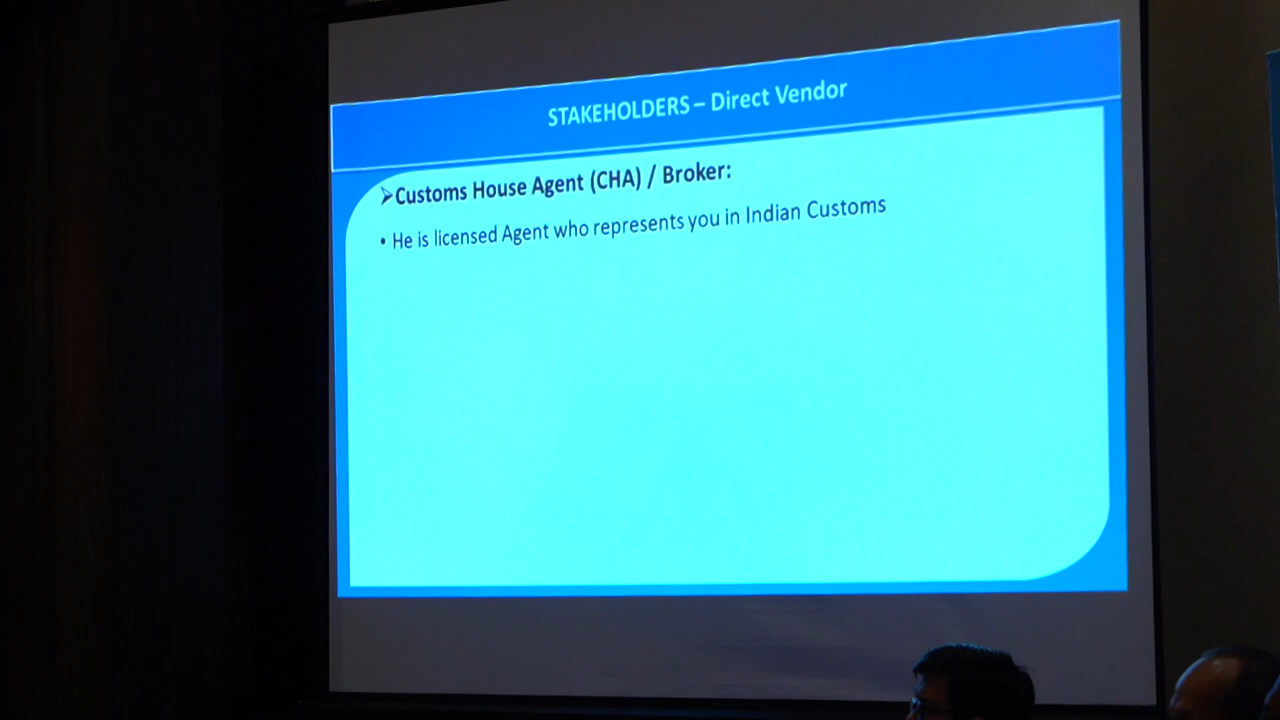 STAKEHOLDERS – Direct Vendor
➢Customs House Agent (CHA) / Broker:
• He is licensed Agent who represents you in Indian Customs